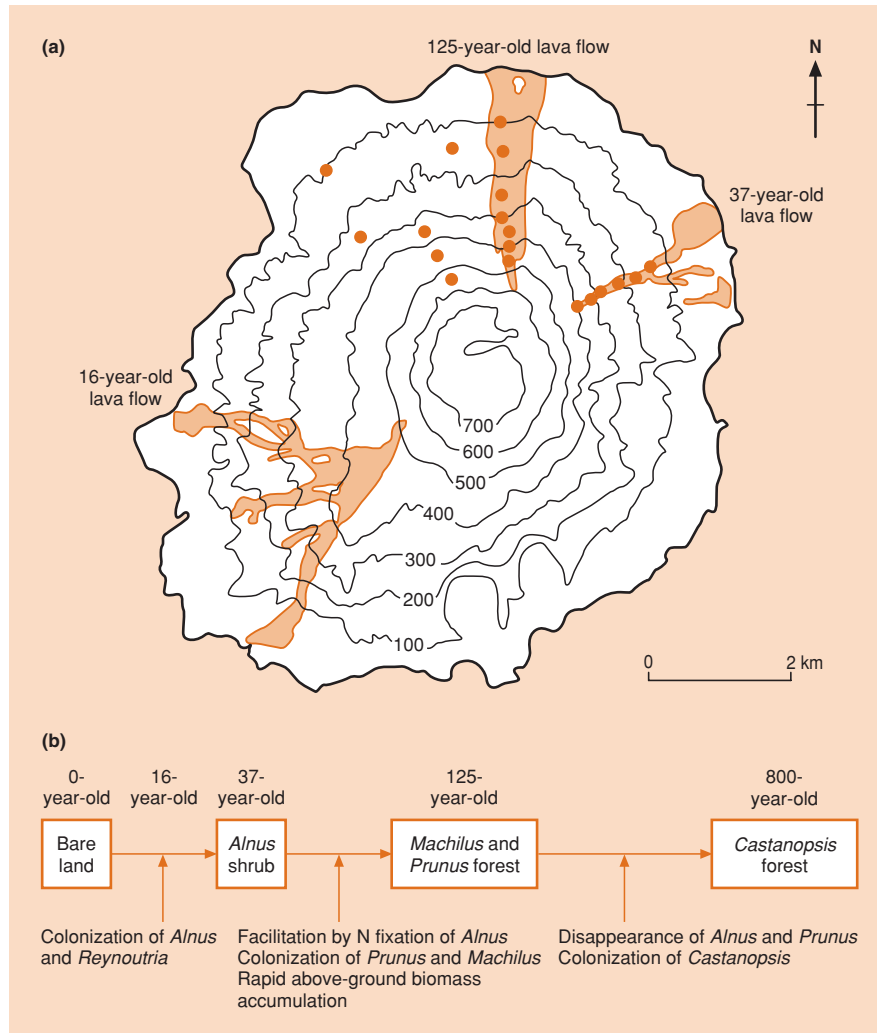 (a)
125-year-old lava flow
N
37-year-old
lava flow
16-year-old
lava flow
700
600
500
400
300
200
100
0 2 km
(b)
0-
year-old
16-
year-old
37-
year-old
125-
year-old
800-
year-old
Bare
land
Alnus
shrub
Machilus and
Prunus forest
Castanopsis
forest
Colonization of Alnus
and Reynoutria
Facilitation by N fixation of Alnus
Colonization of Prunus and Machilus
Rapid above-ground biomass
accumulation
Disappearance of Alnus and Prunus
Colonization of Castanopsis